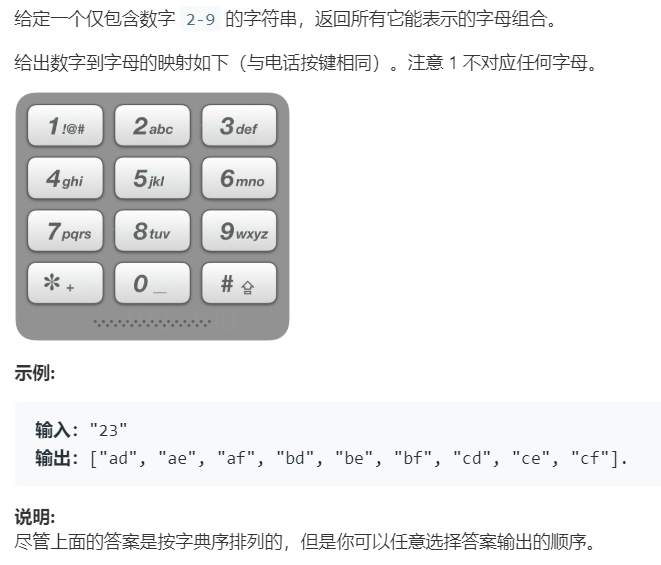 给定一个仅包含数字 2-9 的字符串，返回所有它能表示的字母组合。
给出数字到字母的映射如下（与电话按键相同）。注意 1 不对应任何字母。
1 !@# 2 abc 3 def
4 ghi 5 jkl 6 mno
7 pqrs 8 tuv 9 wxyz
* + 0 _ #
示例:
输入："23"
输出：["ad", "ae", "af", "bd", "be", "bf", "cd", "ce", "cf"].
说明:
尽管上面的答案是按字典序排列的，但是你可以任意选择答案输出的顺序。